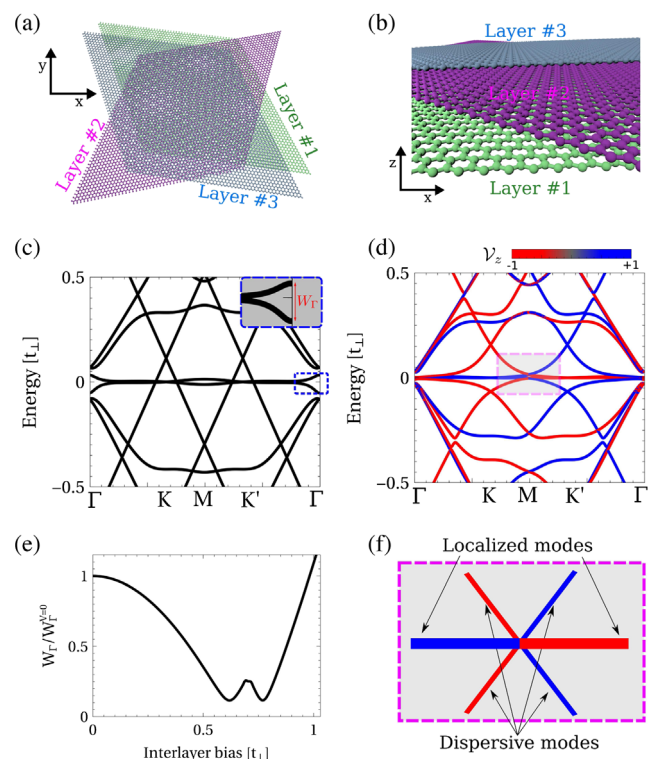 (a)
y
x
Layer #2
Layer #1
Layer #3
(b)
Layer #3
Layer #2
Layer #1
z
x
(c)
Energy [t⊥]
0.5
0
−0.5
W_Γ
Γ K M K' Γ
(d)
𝒱_z
-1 +1
Energy [t⊥]
0.5
0
−0.5
Γ K M K' Γ
(e)
W_Γ/W_Γ^{V=0}
1
0.5
0
0 0.5 1
Interlayer bias [t⊥]
(f)
Localized modes
Dispersive modes